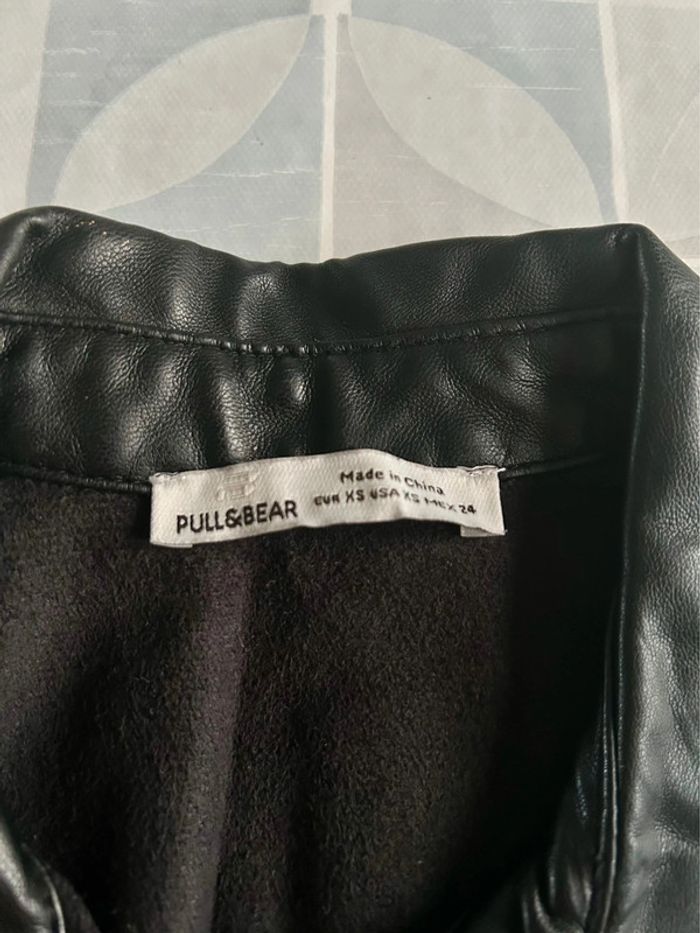 PULL&BEAR
Made in China
EUR XS USA XS MEX 24